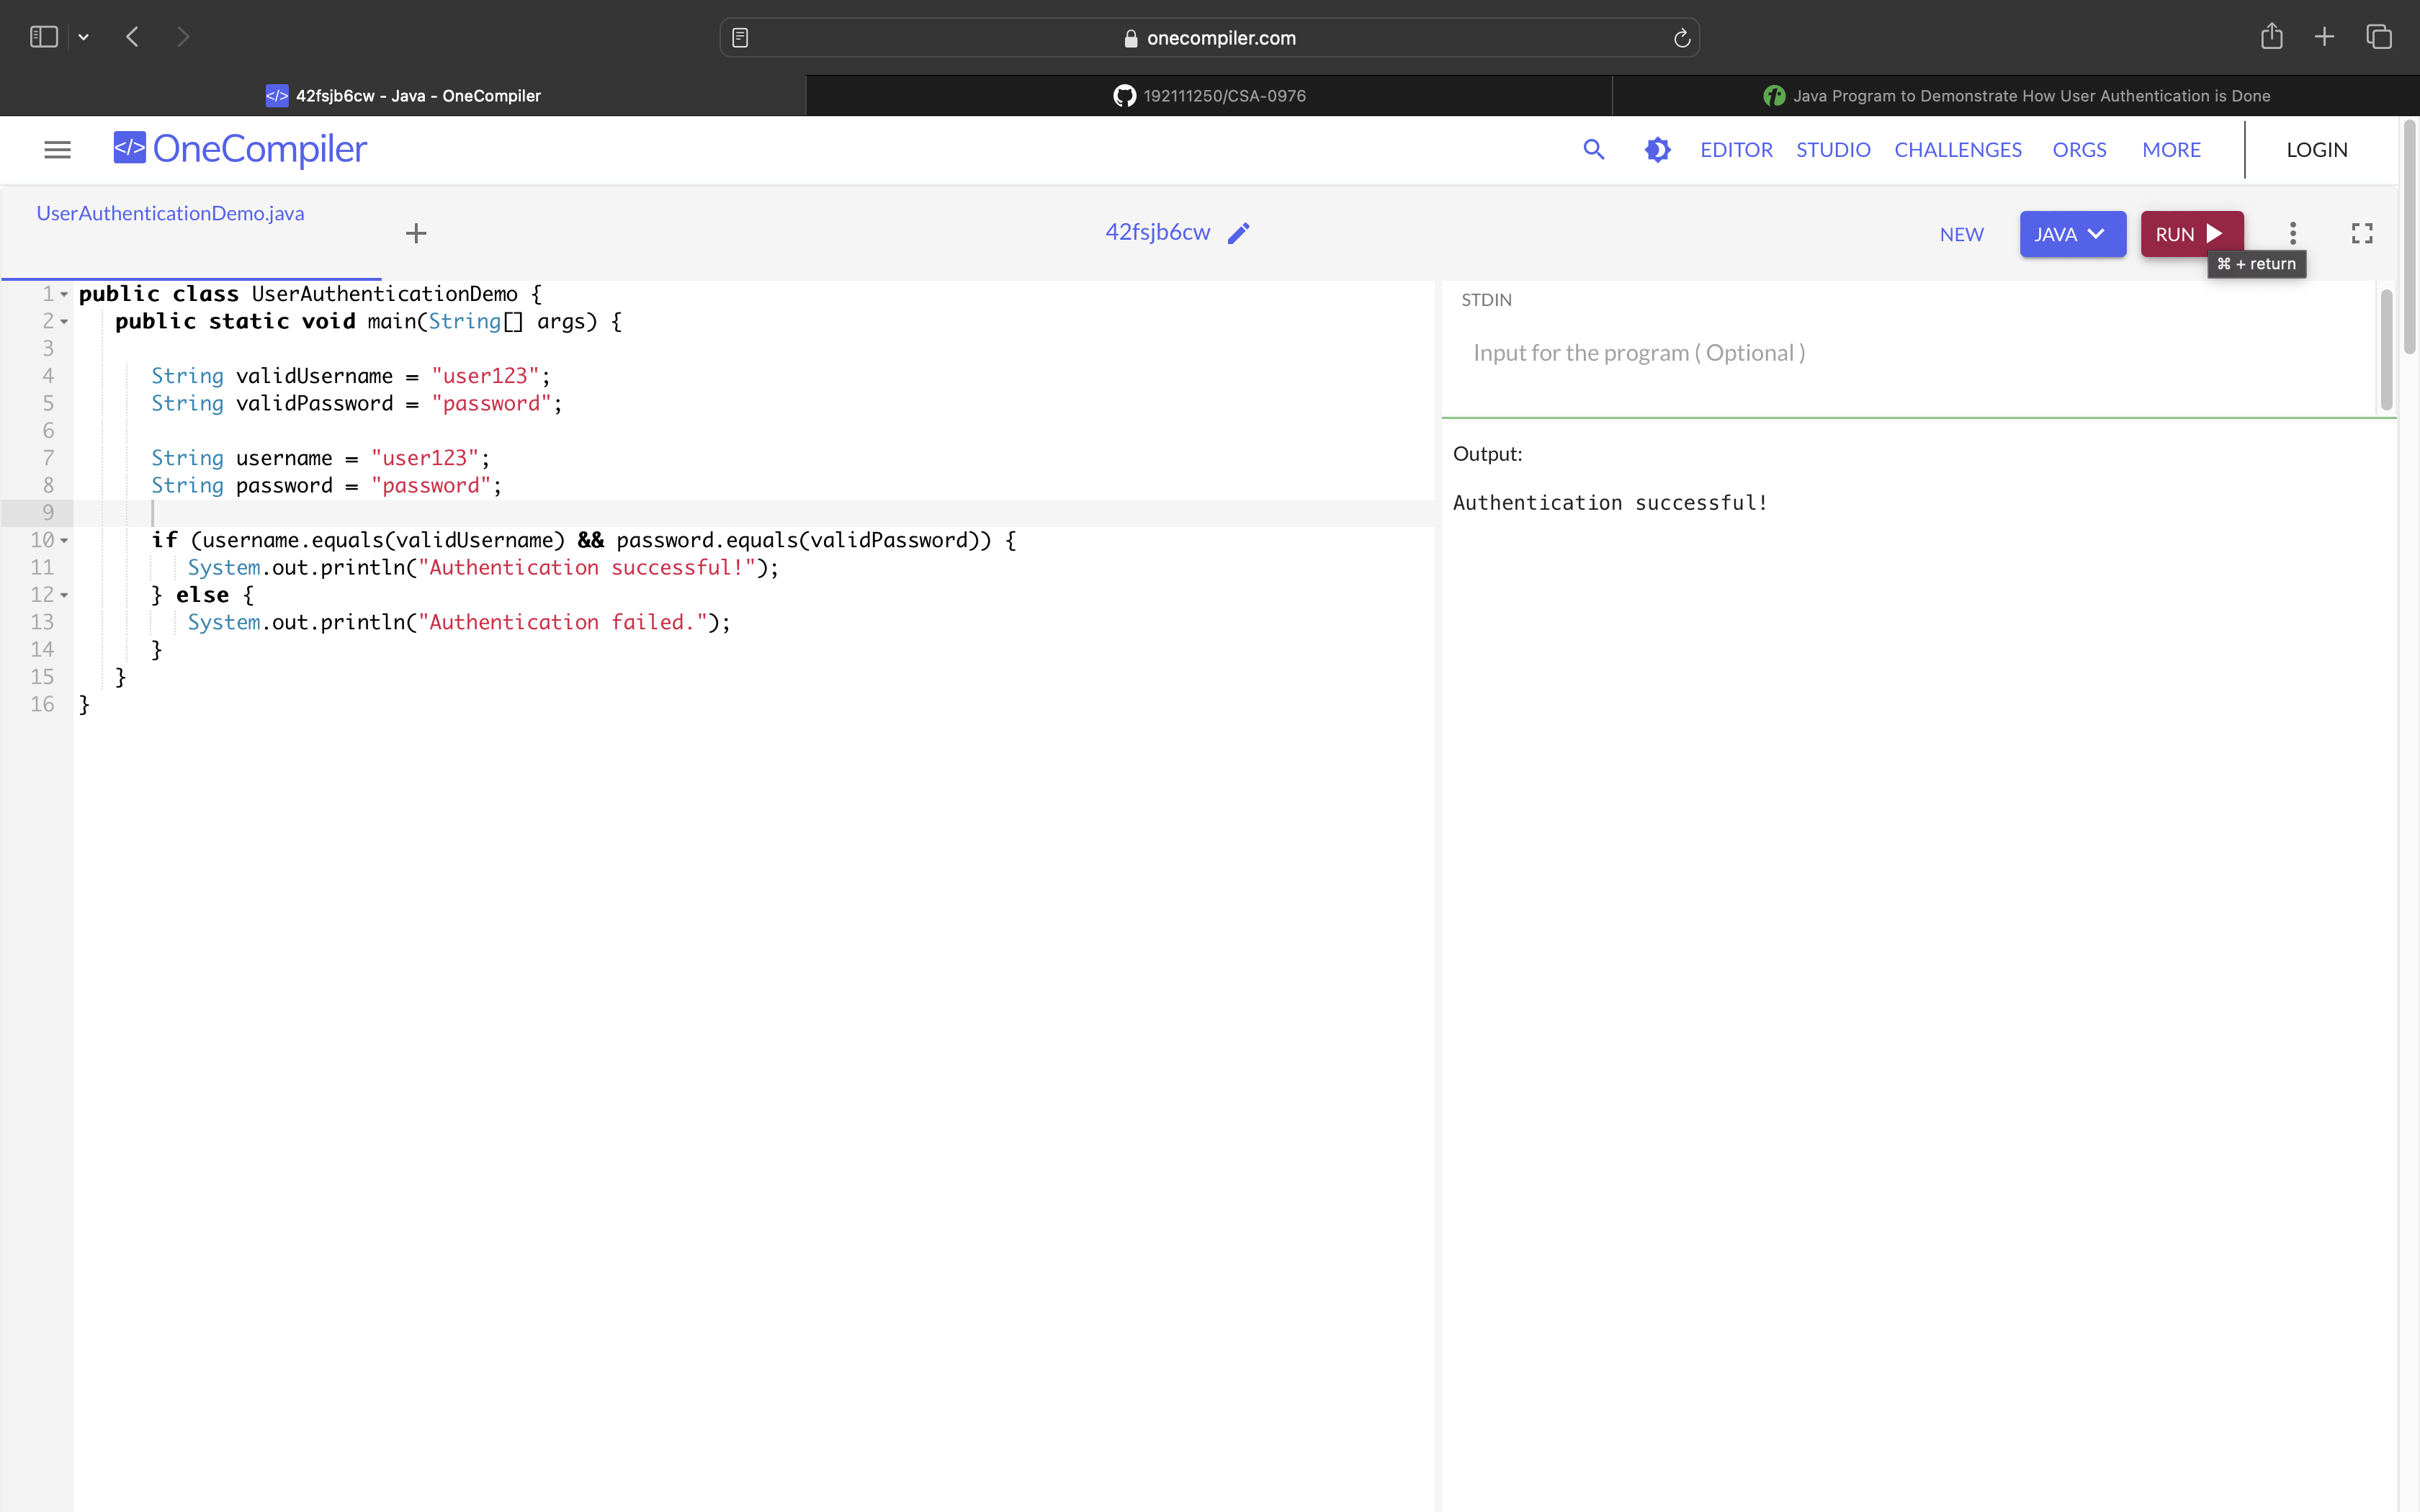 onecompiler.com
</> 42fsjb6cw - Java - OneCompiler
192111250/CSA-0976
Java Program to Demonstrate How User Authentication is Done
</> OneCompiler
EDITOR STUDIO CHALLENGES ORGS MORE LOGIN
UserAuthenticationDemo.java
+
42fsjb6cw
NEW JAVA RUN
⌘ + return
1 public class UserAuthenticationDemo {
2 public static void main(String[] args) {
3
4 String validUsername = "user123";
5 String validPassword = "password";
6
7 String username = "user123";
8 String password = "password";
9
10 if (username.equals(validUsername) && password.equals(validPassword)) {
11 System.out.println("Authentication successful!");
12 } else {
13 System.out.println("Authentication failed.");
14 }
15 }
16 }
STDIN
Input for the program ( Optional )
Output:
Authentication successful!